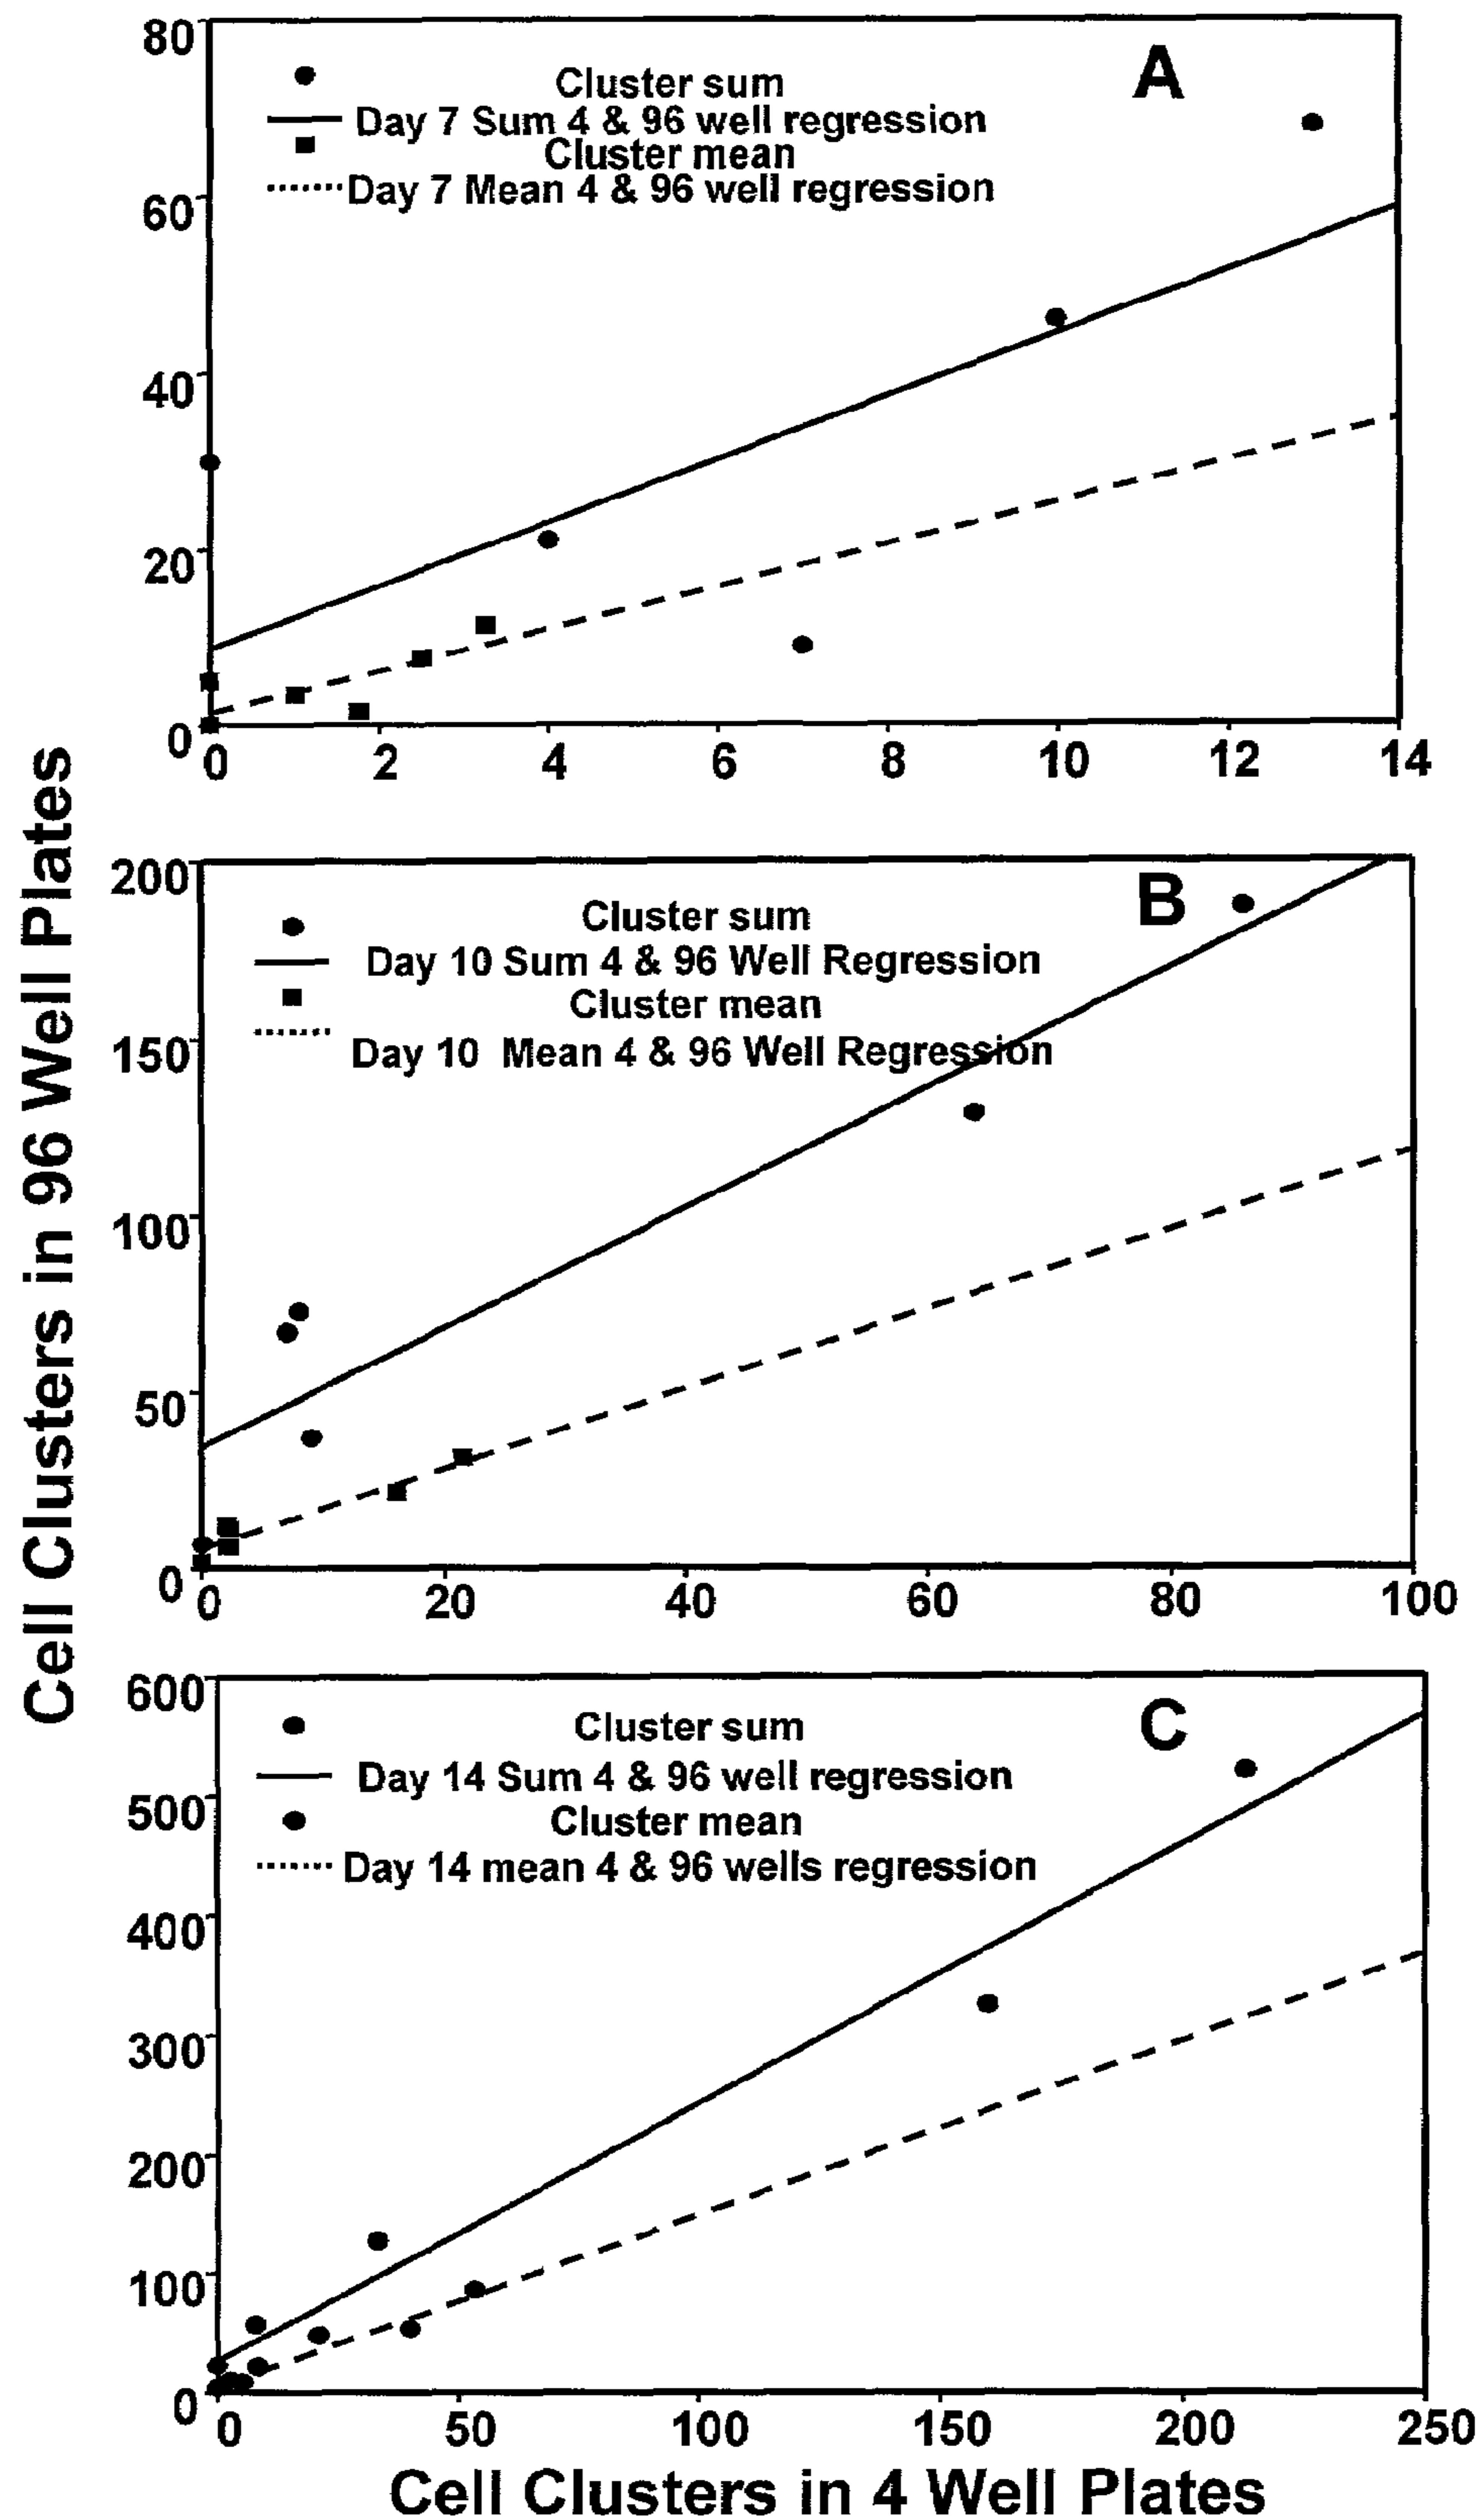 Cell Clusters in 96 Well Plates
A
80
60
40
20
0
Cluster sum
Day 7 Sum 4 & 96 well regression
Cluster mean
Day 7 Mean 4 & 96 well regression
0 2 4 6 8 10 12 14
B
200
150
100
50
0
Cluster sum
Day 10 Sum 4 & 96 Well Regression
Cluster mean
Day 10 Mean 4 & 96 Well Regression
0 20 40 60 80 100
C
600
500
400
300
200
100
0
Cluster sum
Day 14 Sum 4 & 96 well regression
Cluster mean
Day 14 mean 4 & 96 wells regression
0 50 100 150 200 250
Cell Clusters in 4 Well Plates